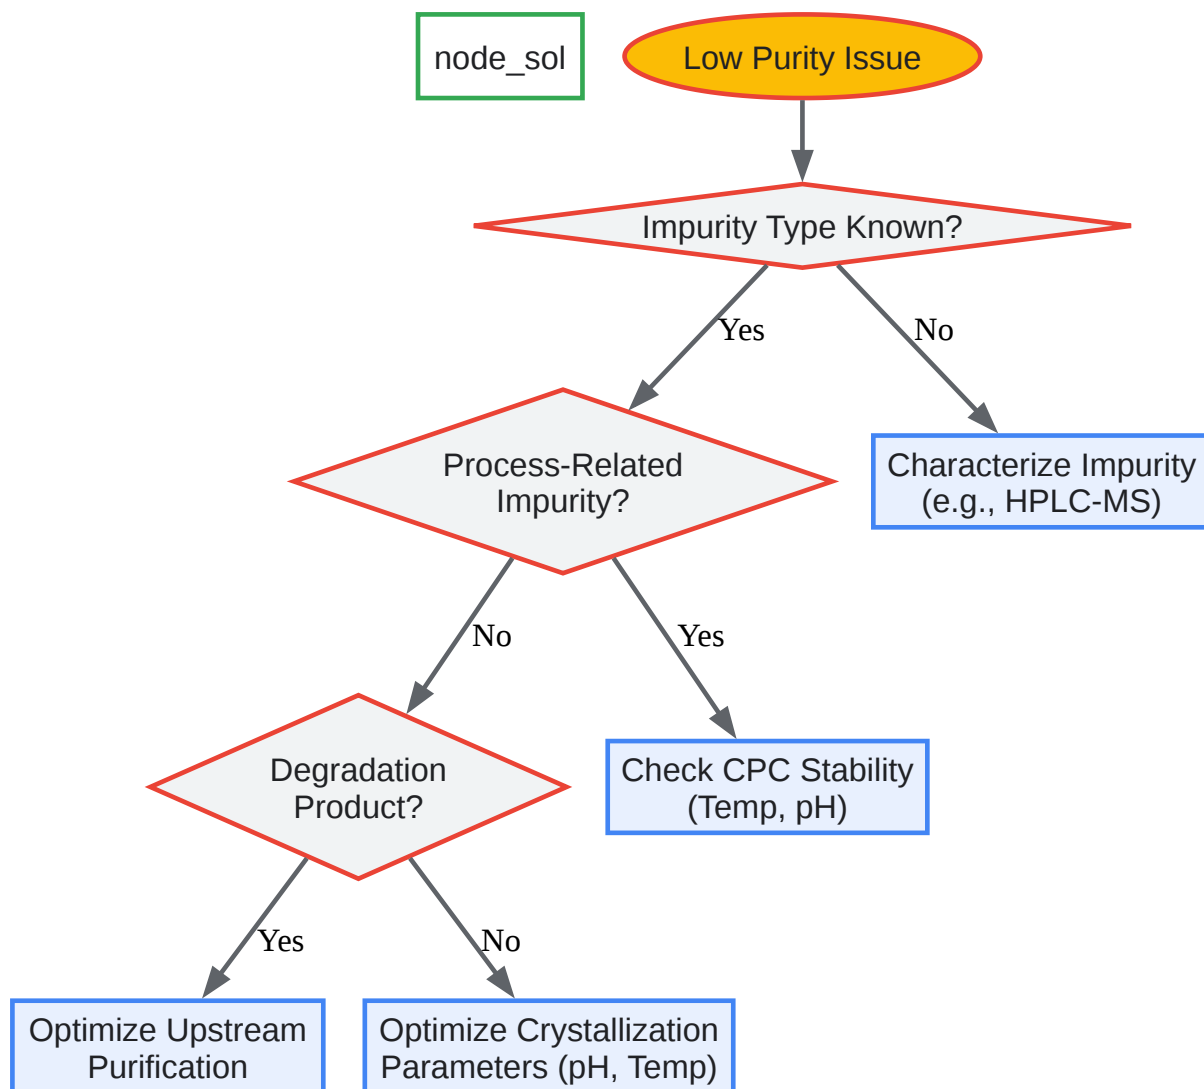 node_sol
Low Purity Issue
Impurity Type Known?
Yes
No
Process-Related
Impurity?
Characterize Impurity
(e.g., HPLC-MS)
No
Yes
Degradation
Product?
Check CPC Stability
(Temp, pH)
Yes
No
Optimize Upstream
Purification
Optimize Crystallization
Parameters (pH, Temp)